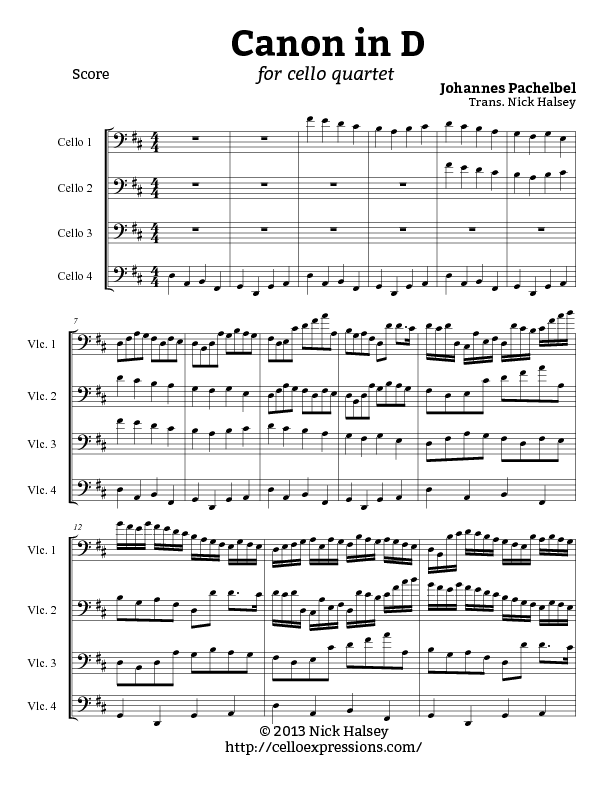 Canon in D
Score
for cello quartet
Johannes Pachelbel
Trans. Nick Halsey
Cello 1
Cello 2
Cello 3
Cello 4
7
Vlc. 1
Vlc. 2
Vlc. 3
Vlc. 4
12
Vlc. 1
Vlc. 2
Vlc. 3
Vlc. 4
© 2013 Nick Halsey
http://celloexpressions.com/